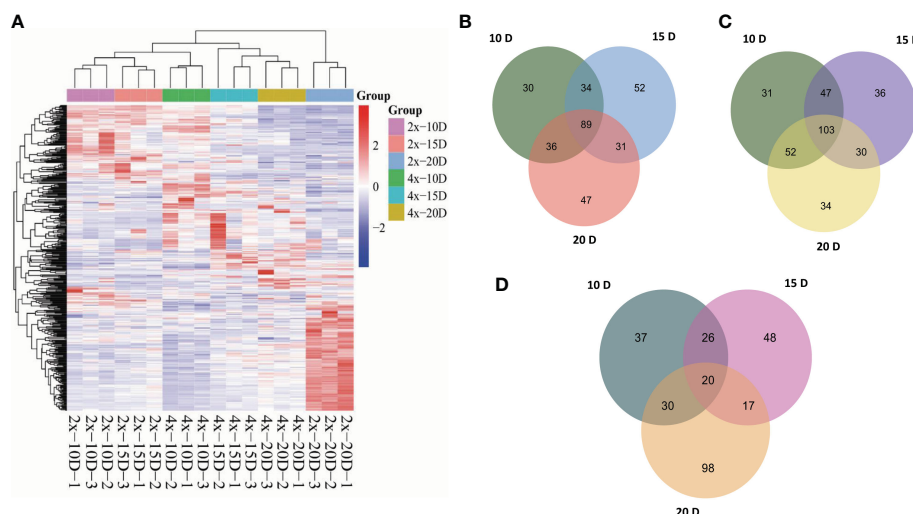 A
Group
2
0
−2
Group
2x−10D
2x−15D
2x−20D
4x−10D
4x−15D
4x−20D
2x−10D−1
2x−10D−3
2x−10D−2
2x−15D−3
2x−15D−1
2x−15D−2
4x−10D−2
4x−10D−1
4x−10D−3
4x−15D−2
4x−15D−1
4x−15D−3
4x−20D−2
4x−20D−3
4x−20D−1
2x−20D−3
2x−20D−2
2x−20D−1
B
10 D
15 D
30
34
52
89
36
31
47
20 D
C
10 D
15 D
31
47
36
103
52
30
34
20 D
D
10 D
15 D
37
26
48
20
30
17
98
20 D